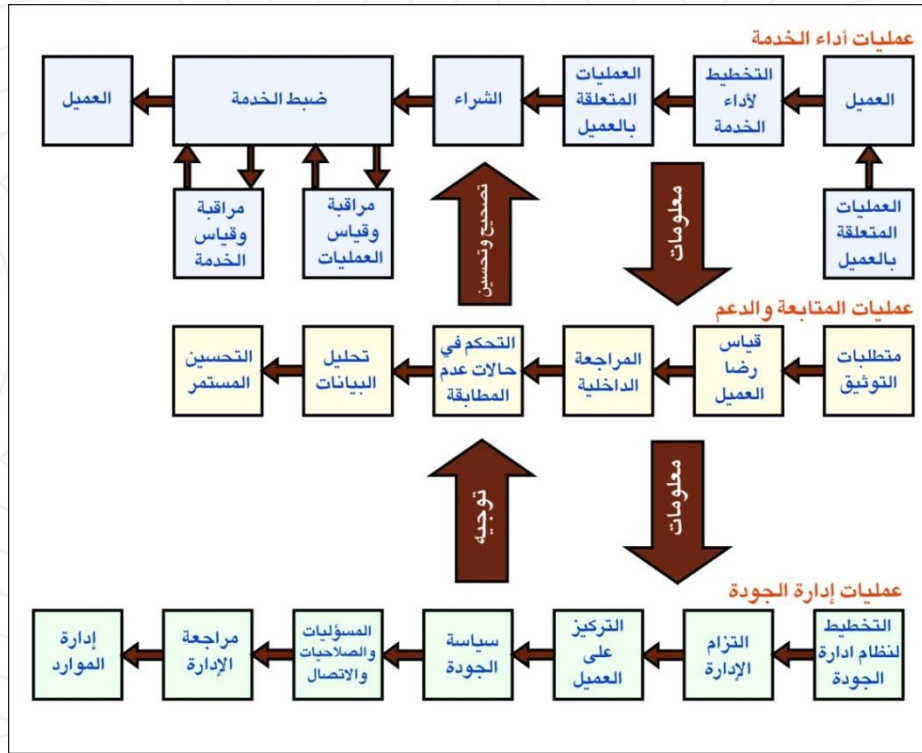 عمليات أداء الخدمة
العميل
التخطيط
لأداء
الخدمة
العمليات
المتعلقة
بالعميل
الشراء
ضبط الخدمة
العميل
العمليات
المتعلقة
بالعميل
مراقبة
وقياس
العمليات
مراقبة
وقياس
الخدمة
معلومات
تصحيح وتحسين
عمليات المتابعة والدعم
متطلبات
التوثيق
قياس
رضا
العميل
المراجعة
الداخلية
التحكم في
حالات عدم
المطابقة
تحليل
البيانات
التحسين
المستمر
معلومات
توجيه
عمليات إدارة الجودة
التخطيط
لنظام ادارة
الجودة
التزام
الإدارة
التركيز
على
العميل
سياسة
الجودة
المسؤليات
والصلاحيات
والاتصال
مراجعة
الإدارة
إدارة
الموارد